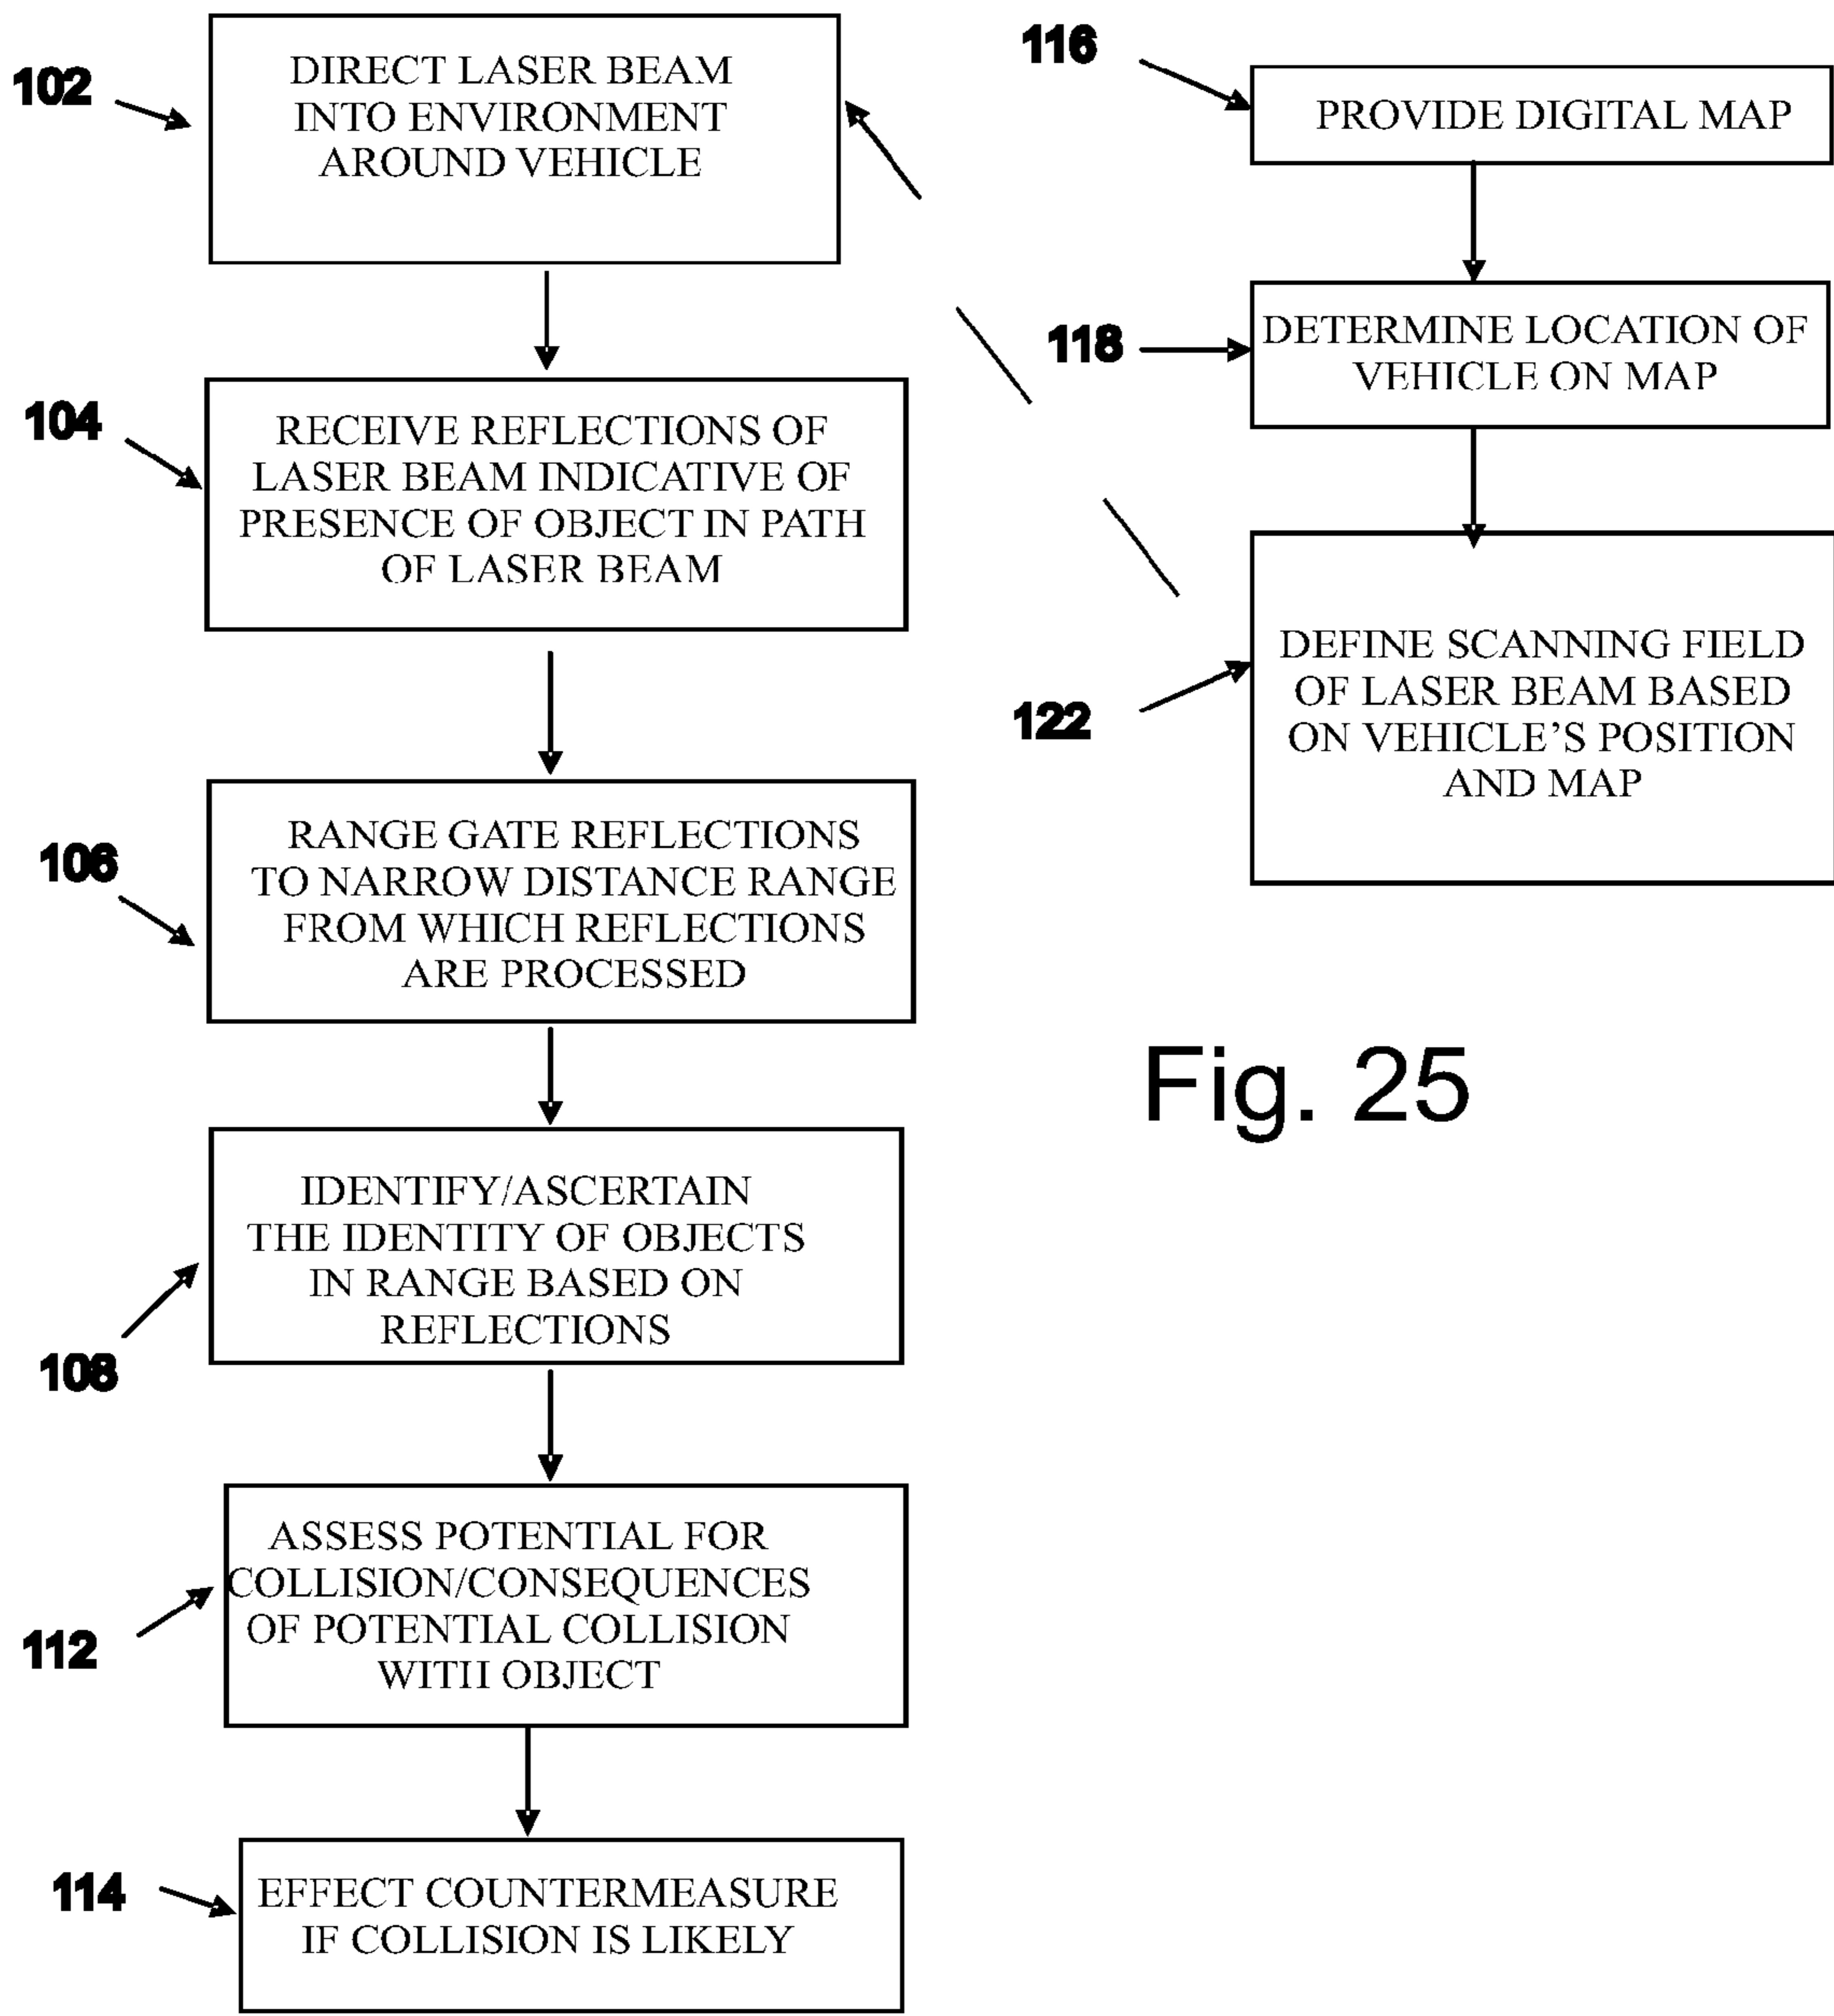 102
DIRECT LASER BEAM
INTO ENVIRONMENT
AROUND VEHICLE
104
RECEIVE REFLECTIONS OF
LASER BEAM INDICATIVE OF
PRESENCE OF OBJECT IN PATH
OF LASER BEAM
106
RANGE GATE REFLECTIONS
TO NARROW DISTANCE RANGE
FROM WHICH REFLECTIONS
ARE PROCESSED
108
IDENTIFY/ASCERTAIN
THE IDENTITY OF OBJECTS
IN RANGE BASED ON
REFLECTIONS
112
ASSESS POTENTIAL FOR
COLLISION/CONSEQUENCES
OF POTENTIAL COLLISION
WITH OBJECT
114
EFFECT COUNTERMEASURE
IF COLLISION IS LIKELY
116
PROVIDE DIGITAL MAP
118
DETERMINE LOCATION OF
VEHICLE ON MAP
122
DEFINE SCANNING FIELD
OF LASER BEAM BASED
ON VEHICLE’S POSITION
AND MAP
Fig. 25